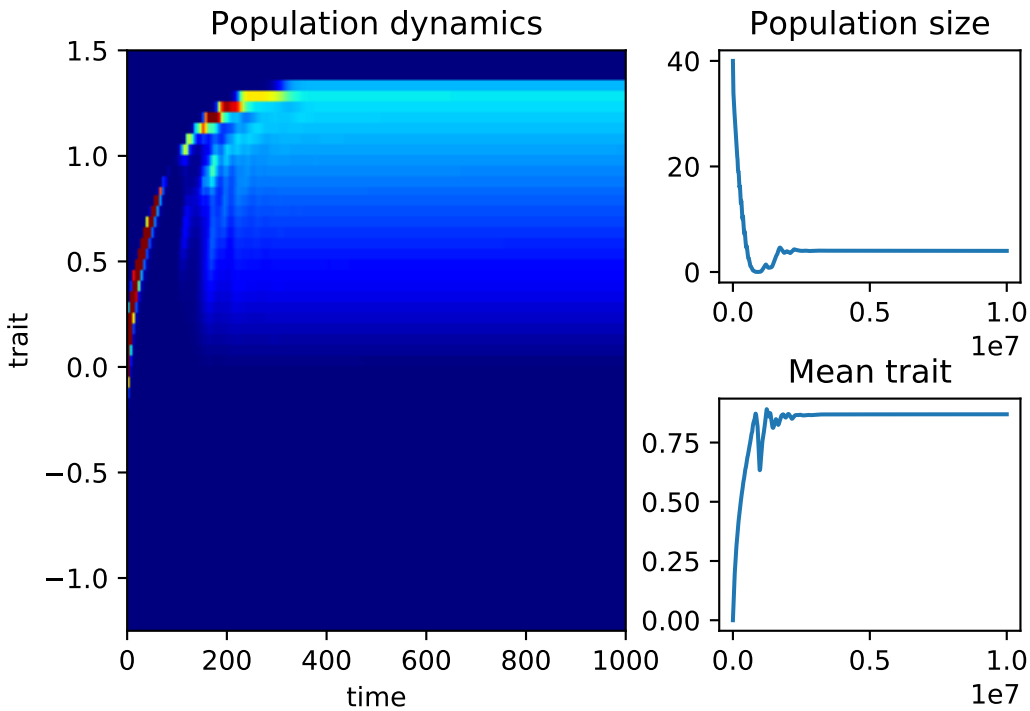 Population dynamics
1.5
1.0
0.5
0.0
−0.5
−1.0
trait
0 200 400 600 800 1000
time
Population size
40
20
0
0.0 0.5 1.0
1e7
Mean trait
0.75
0.50
0.25
0.00
0.0 0.5 1.0
1e7